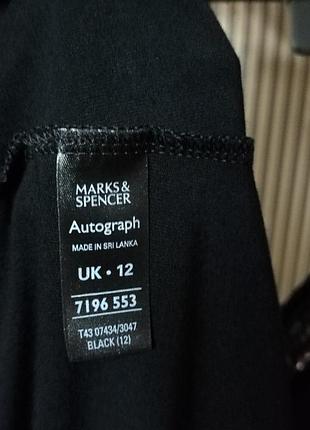 MARKS&
SPENCER
Autograph
MADE IN SRI LANKA
UK • 12
7196 553
T43 07434/3047
BLACK (12)